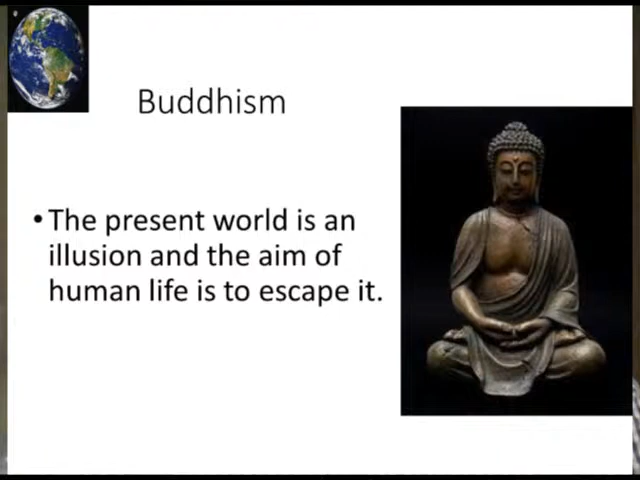 Buddhism
• The present world is an
illusion and the aim of
human life is to escape it.